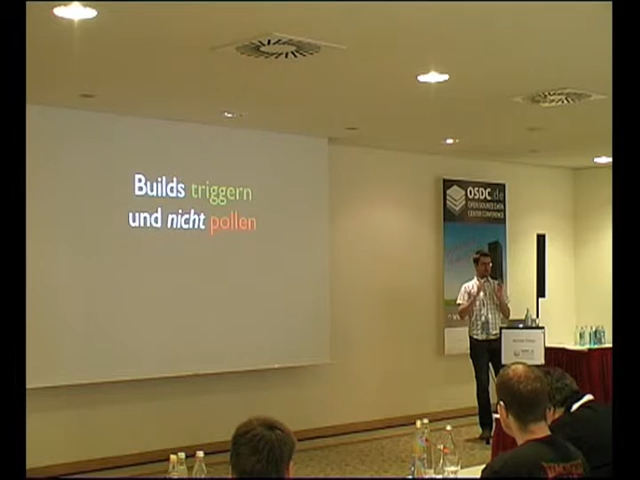 Builds triggern
und nicht pollen
OSDC.de
OPEN SOURCE DATA
CENTER CONFERENCE